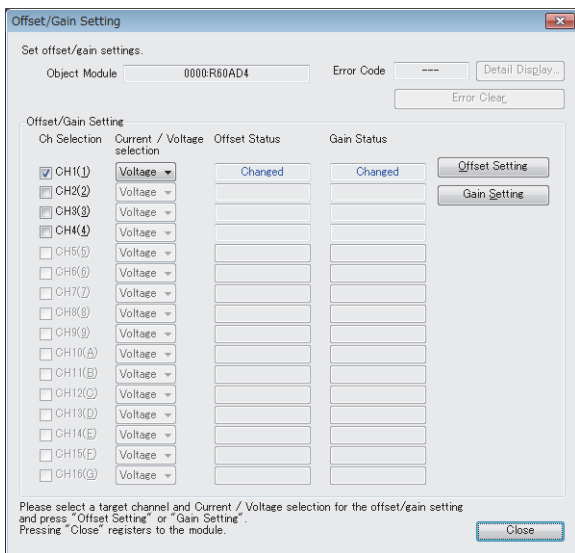 Offset/Gain Setting
Set offset/gain settings.
Object Module 0000:R60AD4 Error Code --- Detail Display...
Error Clear
Offset/Gain Setting
Ch Selection Current / Voltage selection Offset Status Gain Status
CH1(1) Voltage Changed Changed Offset Setting
CH2(2) Voltage Gain Setting
CH3(3) Voltage
CH4(4) Voltage
CH5(5) Voltage
CH6(6) Voltage
CH7(7) Voltage
CH8(8) Voltage
CH9(9) Voltage
CH10(A) Voltage
CH11(B) Voltage
CH12(C) Voltage
CH13(D) Voltage
CH14(E) Voltage
CH15(F) Voltage
CH16(G) Voltage
Please select a target channel and Current / Voltage selection for the offset/gain setting
and press "Offset Setting" or "Gain Setting".
Pressing "Close" registers to the module.
Close